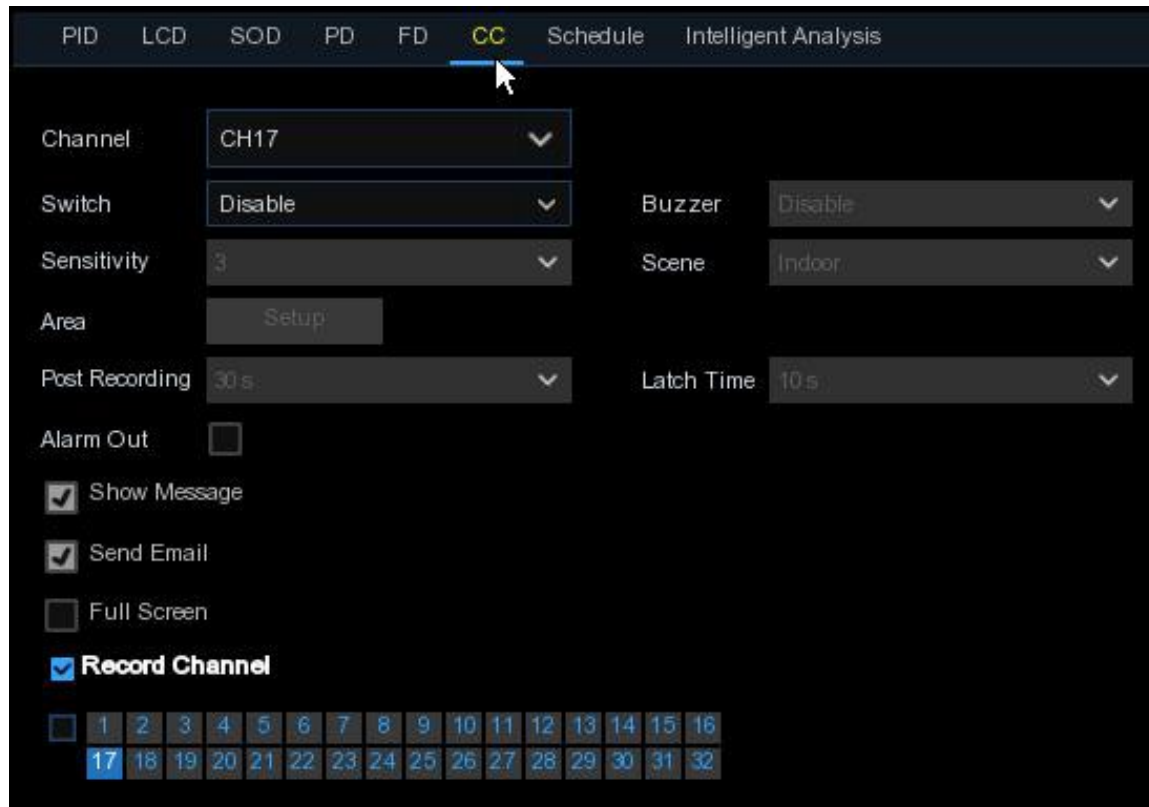 PID LCD SOD PD FD CC Schedule Intelligent Analysis
Channel CH17
Switch Disable Buzzer Disable
Sensitivity 3 Scene Indoor
Area Setup
Post Recording 30 s Latch Time 10 s
Alarm Out
Show Message
Send Email
Full Screen
Record Channel
1 2 3 4 5 6 7 8 9 10 11 12 13 14 15 16
17 18 19 20 21 22 23 24 25 26 27 28 29 30 31 32